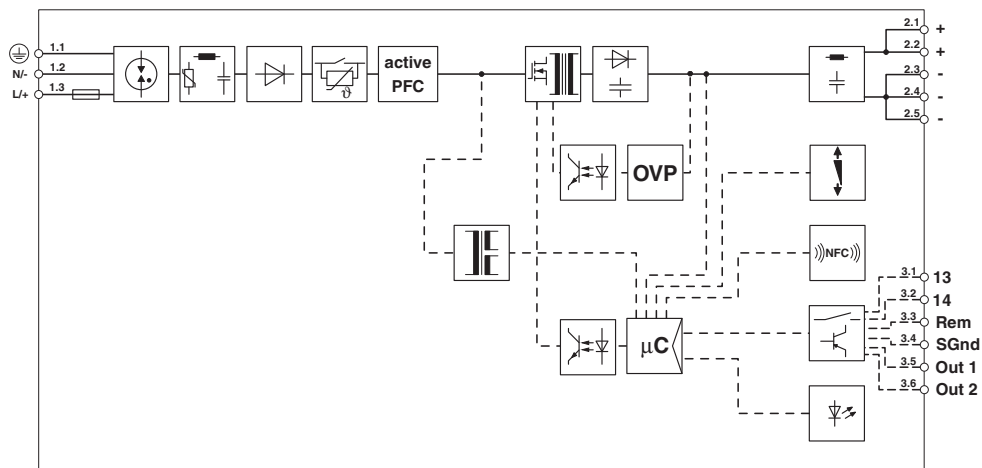 1.1
N/-
1.2
L/+
1.3
ϑ
active
PFC
2.1
+
2.2
+
2.3
-
2.4
-
2.5
-
OVP
NFC
µC
3.1
13
3.2
14
3.3
Rem
3.4
SGnd
3.5
Out 1
3.6
Out 2